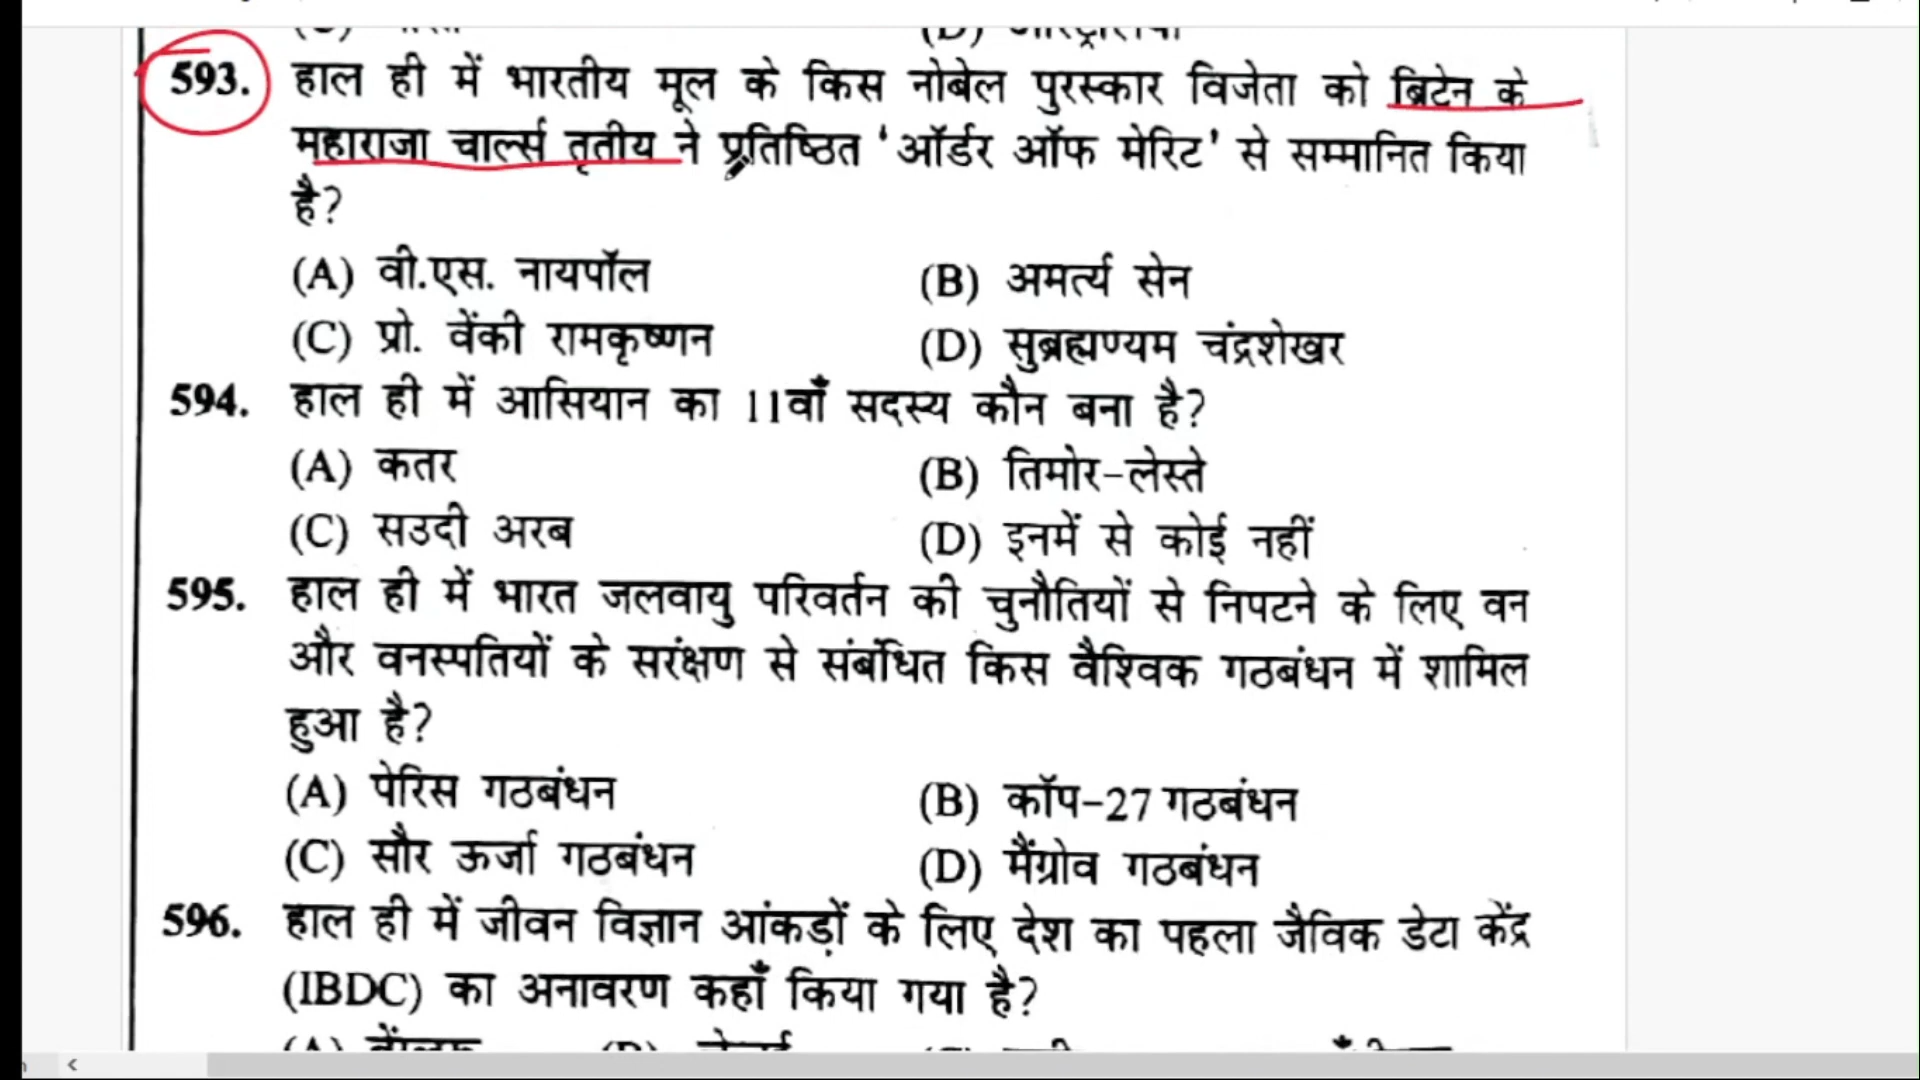 593. हाल ही में भारतीय मूल के किस नोबेल पुरस्कार विजेता को ब्रिटेन के
महाराजा चार्ल्स तृतीय ने प्रतिष्ठित 'ऑर्डर ऑफ मेरिट' से सम्मानित किया
है?
(A) वी.एस. नायपॉल (B) अमर्त्य सेन
(C) प्रो. वेंकी रामकृष्णन (D) सुब्रह्मण्यम चंद्रशेखर
594. हाल ही में आसियान का 11वाँ सदस्य कौन बना है?
(A) कतर (B) तिमोर-लेस्ते
(C) सउदी अरब (D) इनमें से कोई नहीं
595. हाल ही में भारत जलवायु परिवर्तन की चुनौतियों से निपटने के लिए वन
और वनस्पतियों के सरंक्षण से संबंधित किस वैश्विक गठबंधन में शामिल
हुआ है?
(A) पेरिस गठबंधन (B) कॉप-27 गठबंधन
(C) सौर ऊर्जा गठबंधन (D) मैंग्रोव गठबंधन
596. हाल ही में जीवन विज्ञान आंकड़ों के लिए देश का पहला जैविक डेटा केंद्र
(IBDC) का अनावरण कहाँ किया गया है?